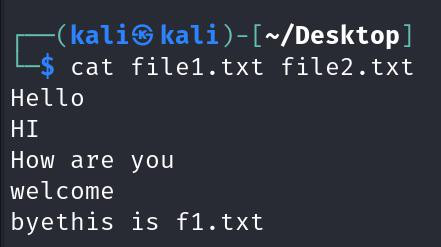 ┌──(kali㉿kali)-[~/Desktop]
└─$ cat file1.txt file2.txt
Hello
HI
How are you
welcome
byethis is f1.txt